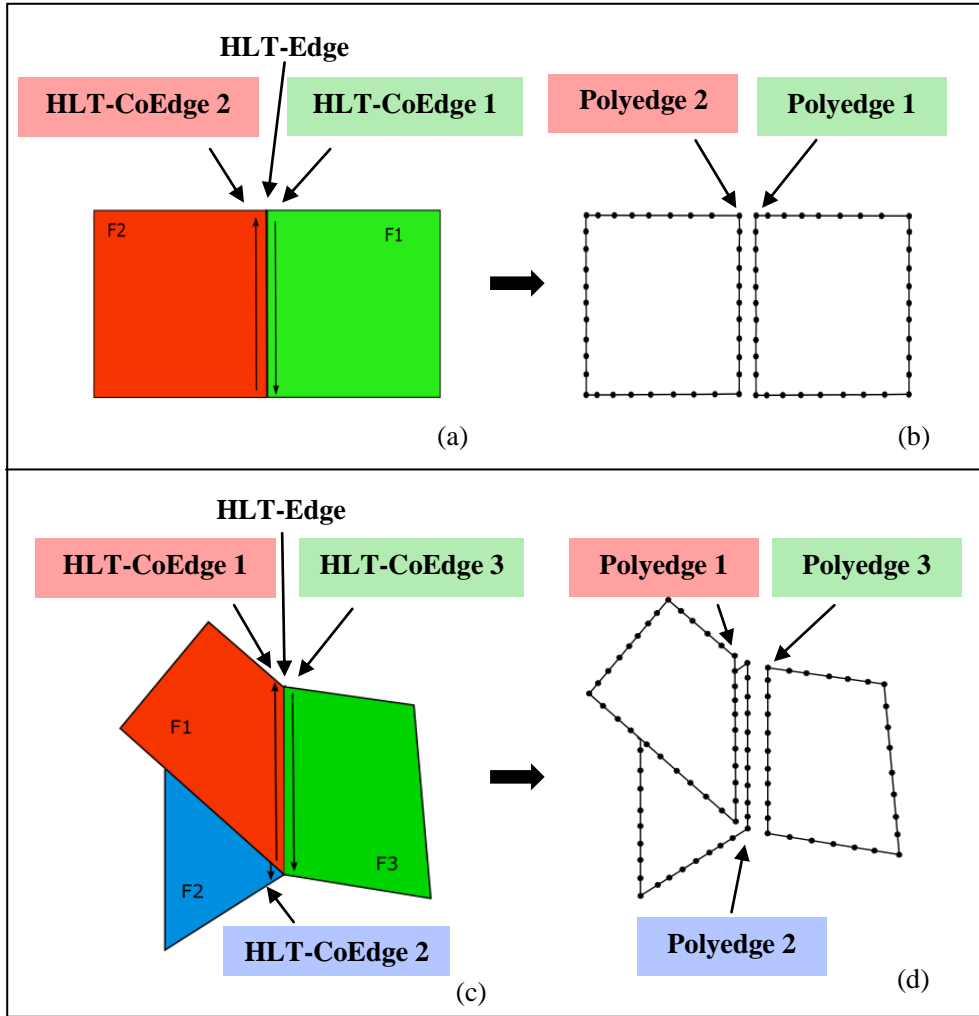 HLT-Edge
HLT-CoEdge 2 HLT-CoEdge 1 Polyedge 2 Polyedge 1
F2 F1
(a) (b)
HLT-Edge
HLT-CoEdge 1 HLT-CoEdge 3 Polyedge 1 Polyedge 3
F1
F2 F3
HLT-CoEdge 2 Polyedge 2
(c) (d)